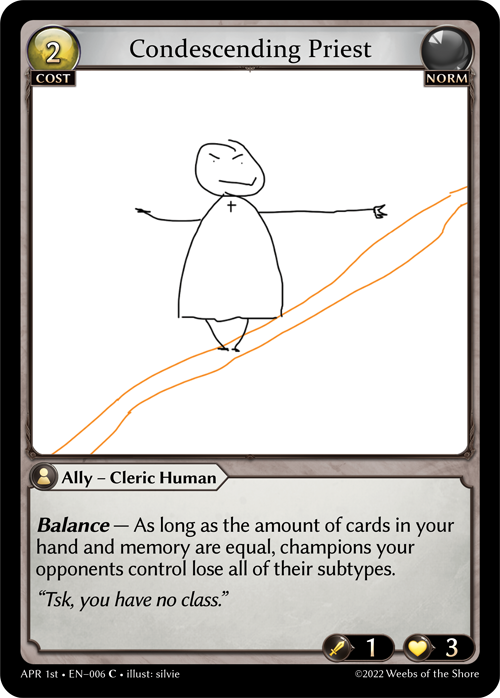 2
Condescending Priest
COST
NORM
Ally – Cleric Human
Balance — As long as the amount of cards in your
hand and memory are equal, champions your
opponents control lose all of their subtypes.
“Tsk, you have no class.”
1
3
APR 1st • EN–006 C • illust: silvie
©2022 Weebs of the Shore